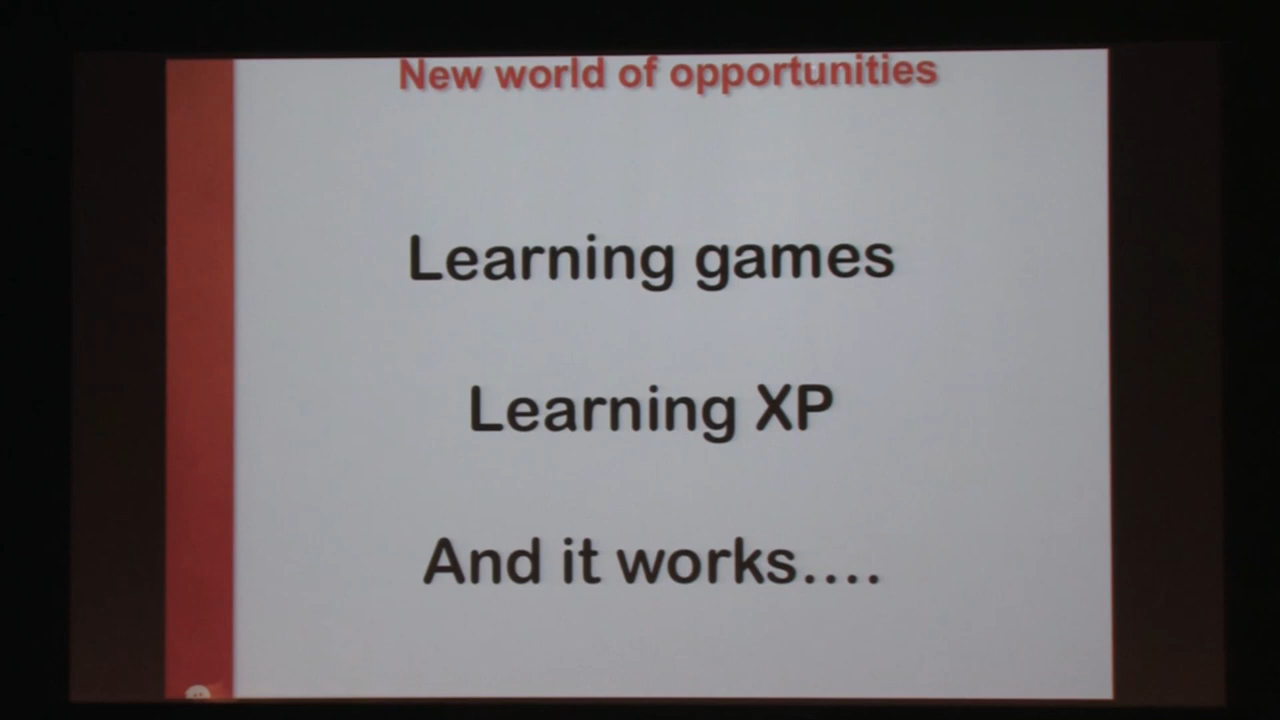 New world of opportunities
Learning games
Learning XP
And it works....